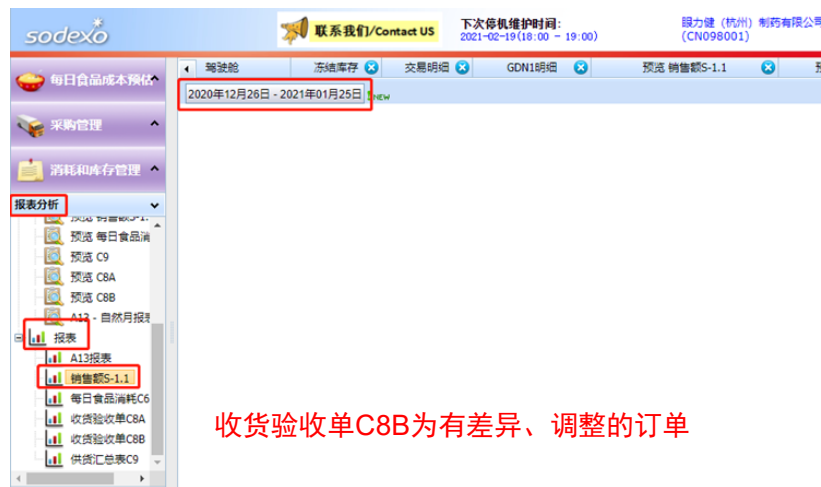 sodexo
联系我们/Contact US
下次停机维护时间:
2021-02-19(18:00 - 19:00)
眼力健（杭州）制药有限公司
(CN098001)
每日食品成本预估
驾驶舱
冻结库存
交易明细
GDN1明细
预览 销售额S-1.1
2020年12月26日 - 2021年01月25日
NEW
采购管理
消耗和库存管理
报表分析
预览 销售额S-1.
预览 每日食品消
预览 C9
预览 C8A
预览 C8B
A13 - 自然月报表
报表
A13报表
销售额S-1.1
每日食品消耗C6
收货验收单C8A
收货验收单C8B
供货汇总表C9
收货验收单C8B为有差异、调整的订单